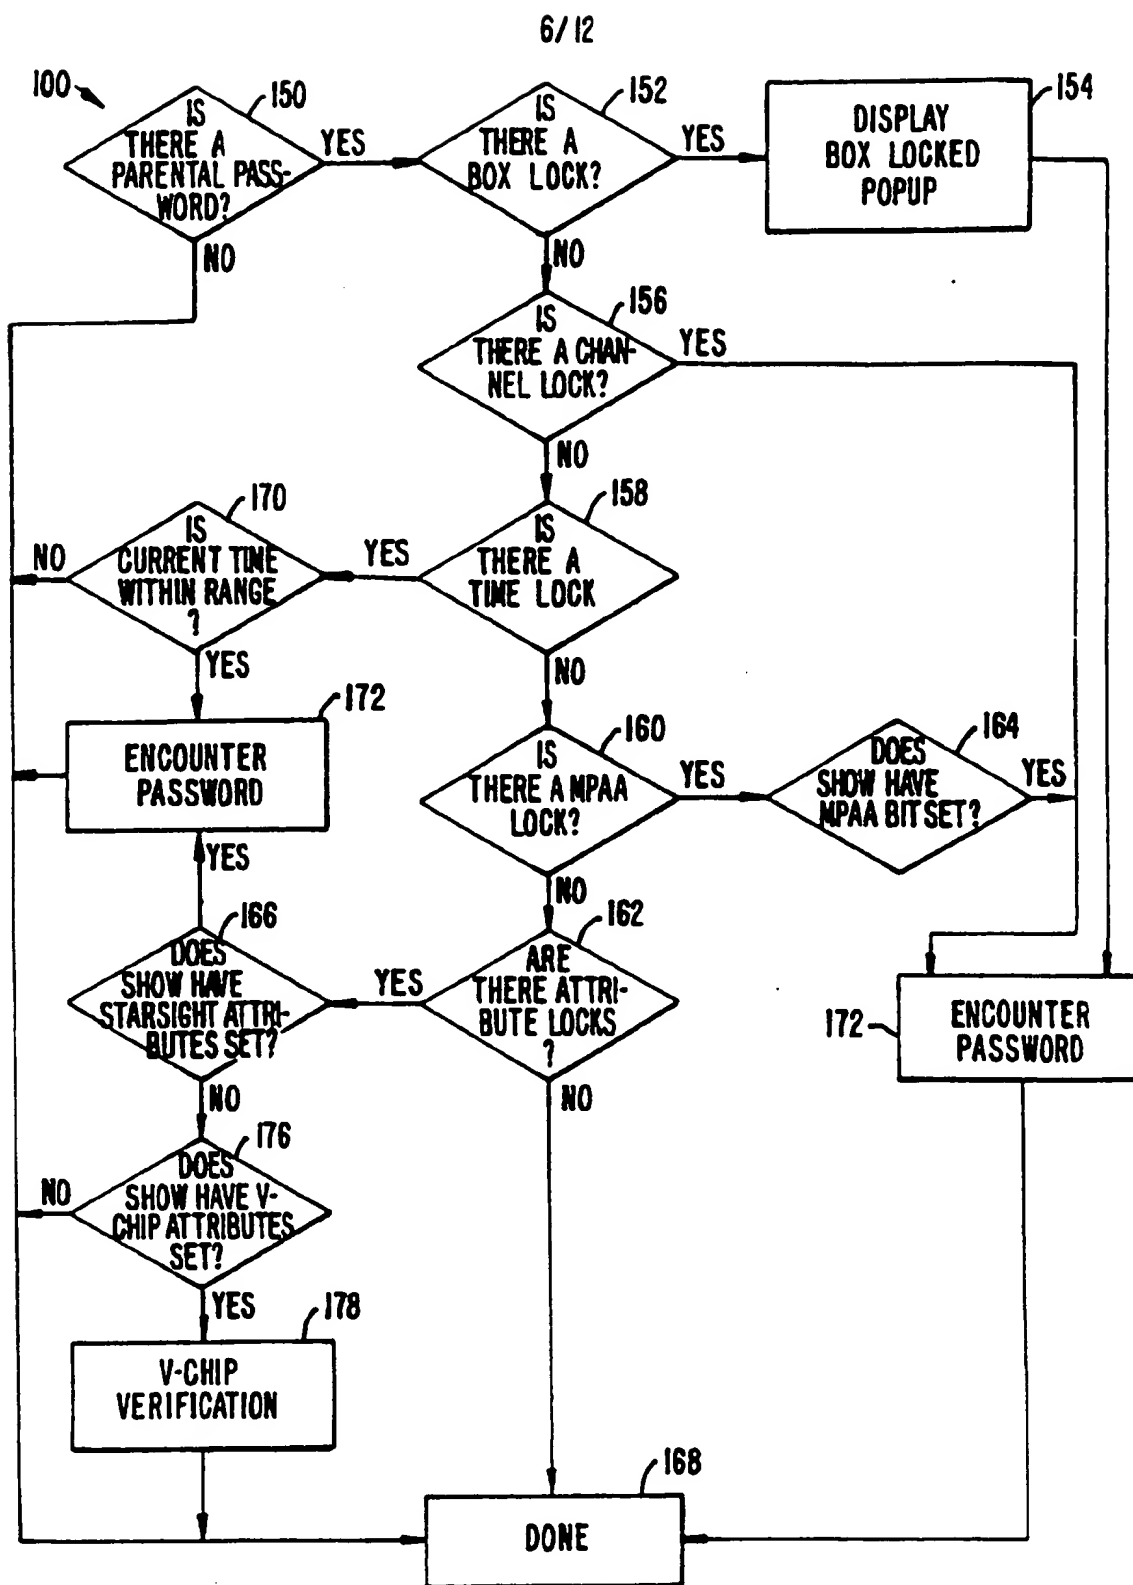 6/12
100
150
IS
THERE A
PARENTAL PASS-
WORD?
YES
NO
152
IS
THERE A
BOX LOCK?
YES
NO
154
DISPLAY
BOX LOCKED
POPUP
156
IS
THERE A CHAN-
NEL LOCK?
YES
NO
158
IS
THERE A
TIME LOCK
YES
NO
170
IS
CURRENT TIME
WITHIN RANGE
?
NO
YES
172
ENCOUNTER
PASSWORD
160
IS
THERE A MPAA
LOCK?
YES
NO
164
DOES
SHOW HAVE
MPAA BIT SET?
YES
YES
166
DOES
SHOW HAVE
STARSIGHT ATTRI-
BUTES SET?
NO
162
ARE
THERE ATTRI-
BUTE LOCKS
?
YES
NO
172
ENCOUNTER
PASSWORD
176
DOES
SHOW HAVE V-
CHIP ATTRIBUTES
SET?
NO
YES
178
V-CHIP
VERIFICATION
168
DONE